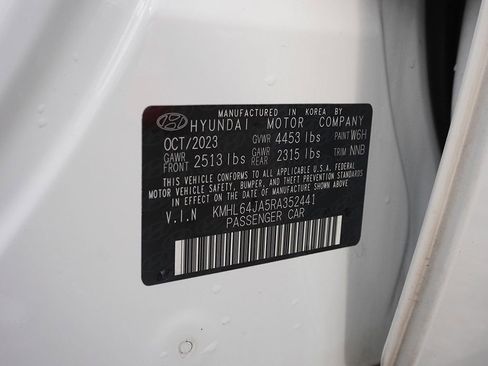 MANUFACTURED IN KOREA BY
HYUNDAI MOTOR COMPANY
OCT/2023 GVWR 4453 lbs PAINT W6H
GAWR FRONT 2513 lbs GAWR REAR 2315 lbs TRIM NNB
THIS VEHICLE CONFORMS TO ALL APPLICABLE U.S.A. FEDERAL
MOTOR VEHICLE SAFETY, BUMPER, AND THEFT PREVENTION
STANDARDS IN EFFECT ON THE DATE OF MANUFACTURE SHOWN ABOVE.
V.I.N KMHL64JA5RA352441
PASSENGER CAR